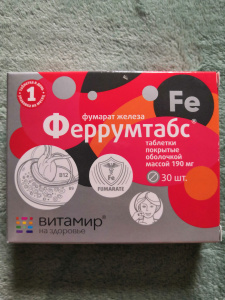 1
Fe
фумарат железа
Феррумтабс®
таблетки
покрытые
оболочкой
массой 190 мг
B12
Fe
FUMARATE
30 шт.
витамир®
на здоровье